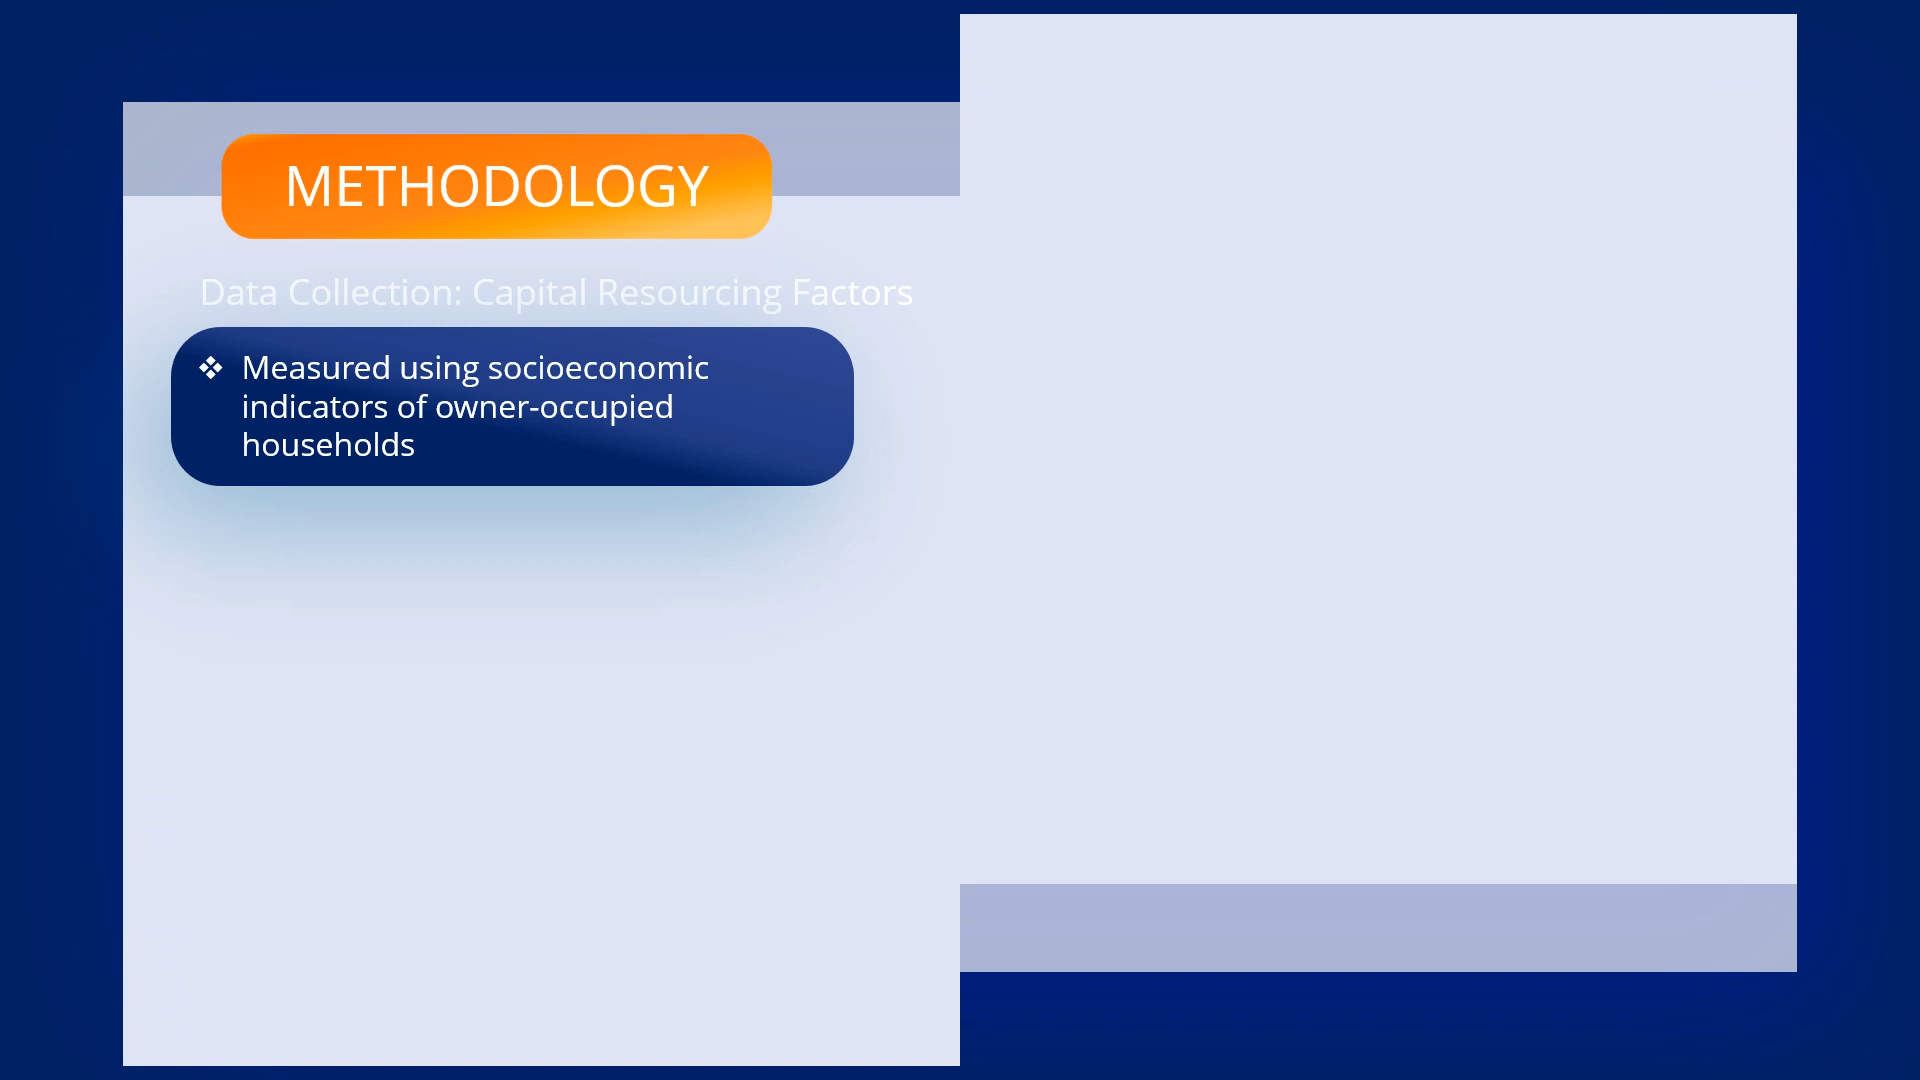 METHODOLOGY
Data Collection: Capital Resourcing Factors
❖ Measured using socioeconomic
indicators of owner-occupied
households